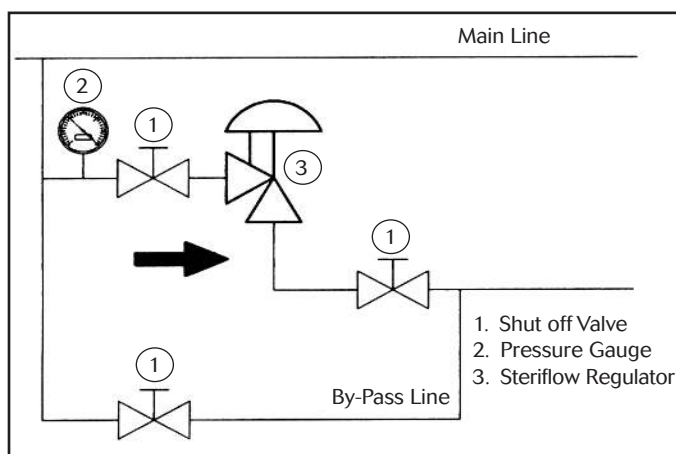 Main Line
2
1
3
1
1. Shut off Valve
2. Pressure Gauge
3. Steriflow Regulator
1
By-Pass Line